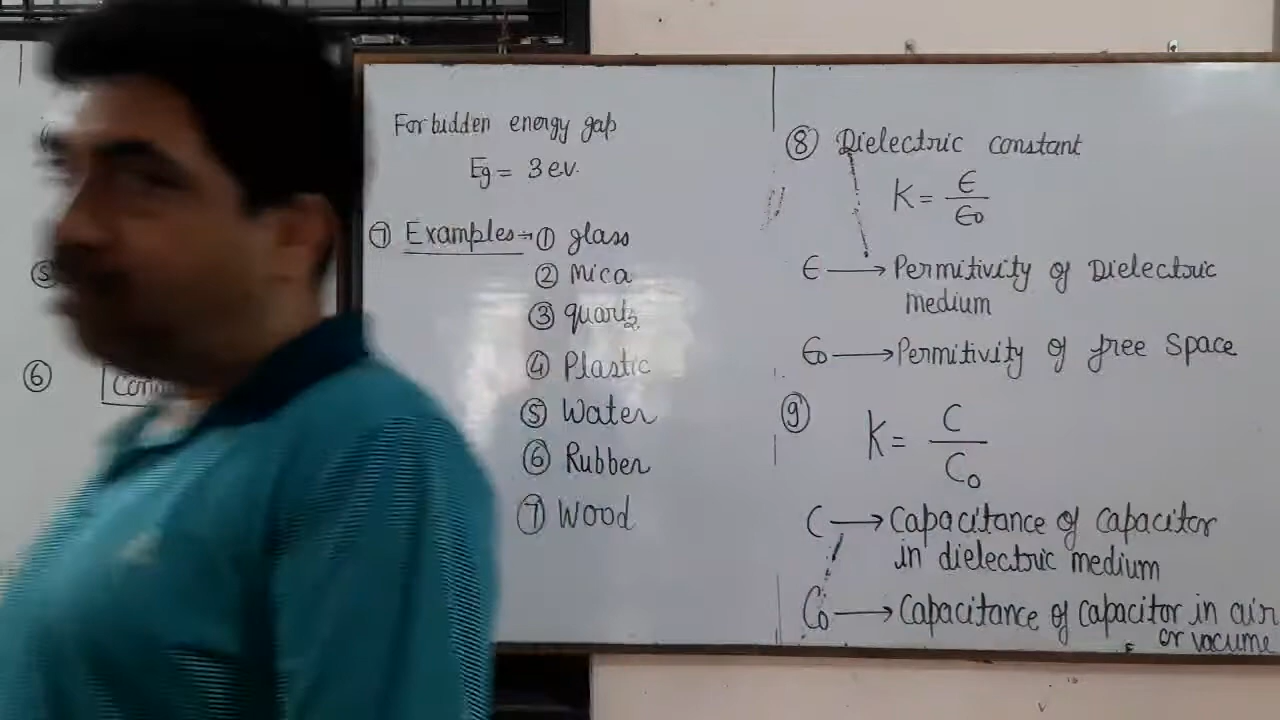 Forbidden energy gap
Eg = 3 ev.
⑦ Examples → ① glass
② Mica
③ quartz
④ Plastic
⑤ Water
⑥ Rubber
⑦ Wood
⑧ Dielectric constant
K = ϵ / ϵ0
ϵ → Permitivity of Dielectric
medium
ϵ0 → Permitivity of free Space
⑨ K = C / C0
C → Capacitance of capacitor
in dielectric medium
C0 → Capacitance of capacitor in air
or vacume
⑤
⑥